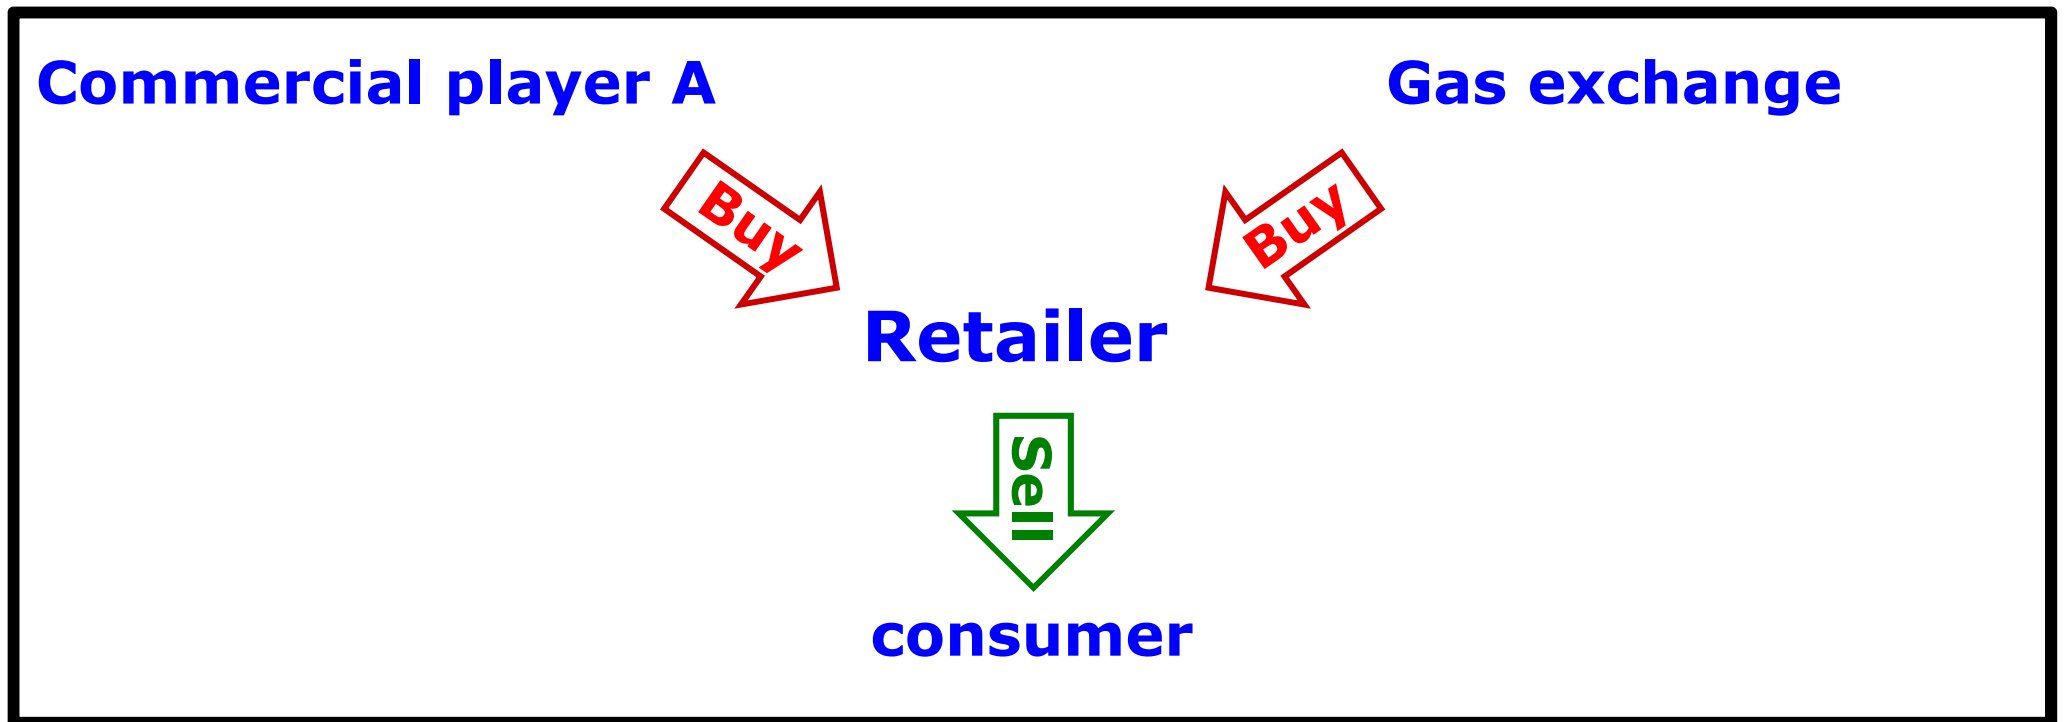 Commercial player A
Gas exchange
Buy
Buy
Retailer
Sell
consumer